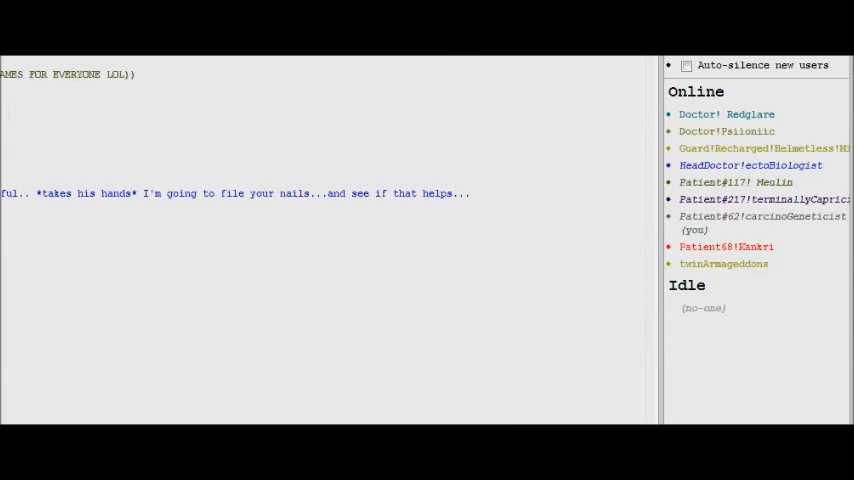 Auto-silence new users
AMES FOR EVERYONE LOL))
Online
Doctor! Redglare
Doctor!Psiioniic
Guard!Recharged!Helmetless!Mi
HeadDoctor!ectoBiologist
Patient#117! Meulin
ful.. *takes his hands* I'm going to file your nails...and see if that helps...
Patient#217!terminallyCapric
Patient#62!carcinoGeneticist
(you)
Patient68!Kankri
twinArmageddons
Idle
(no-one)